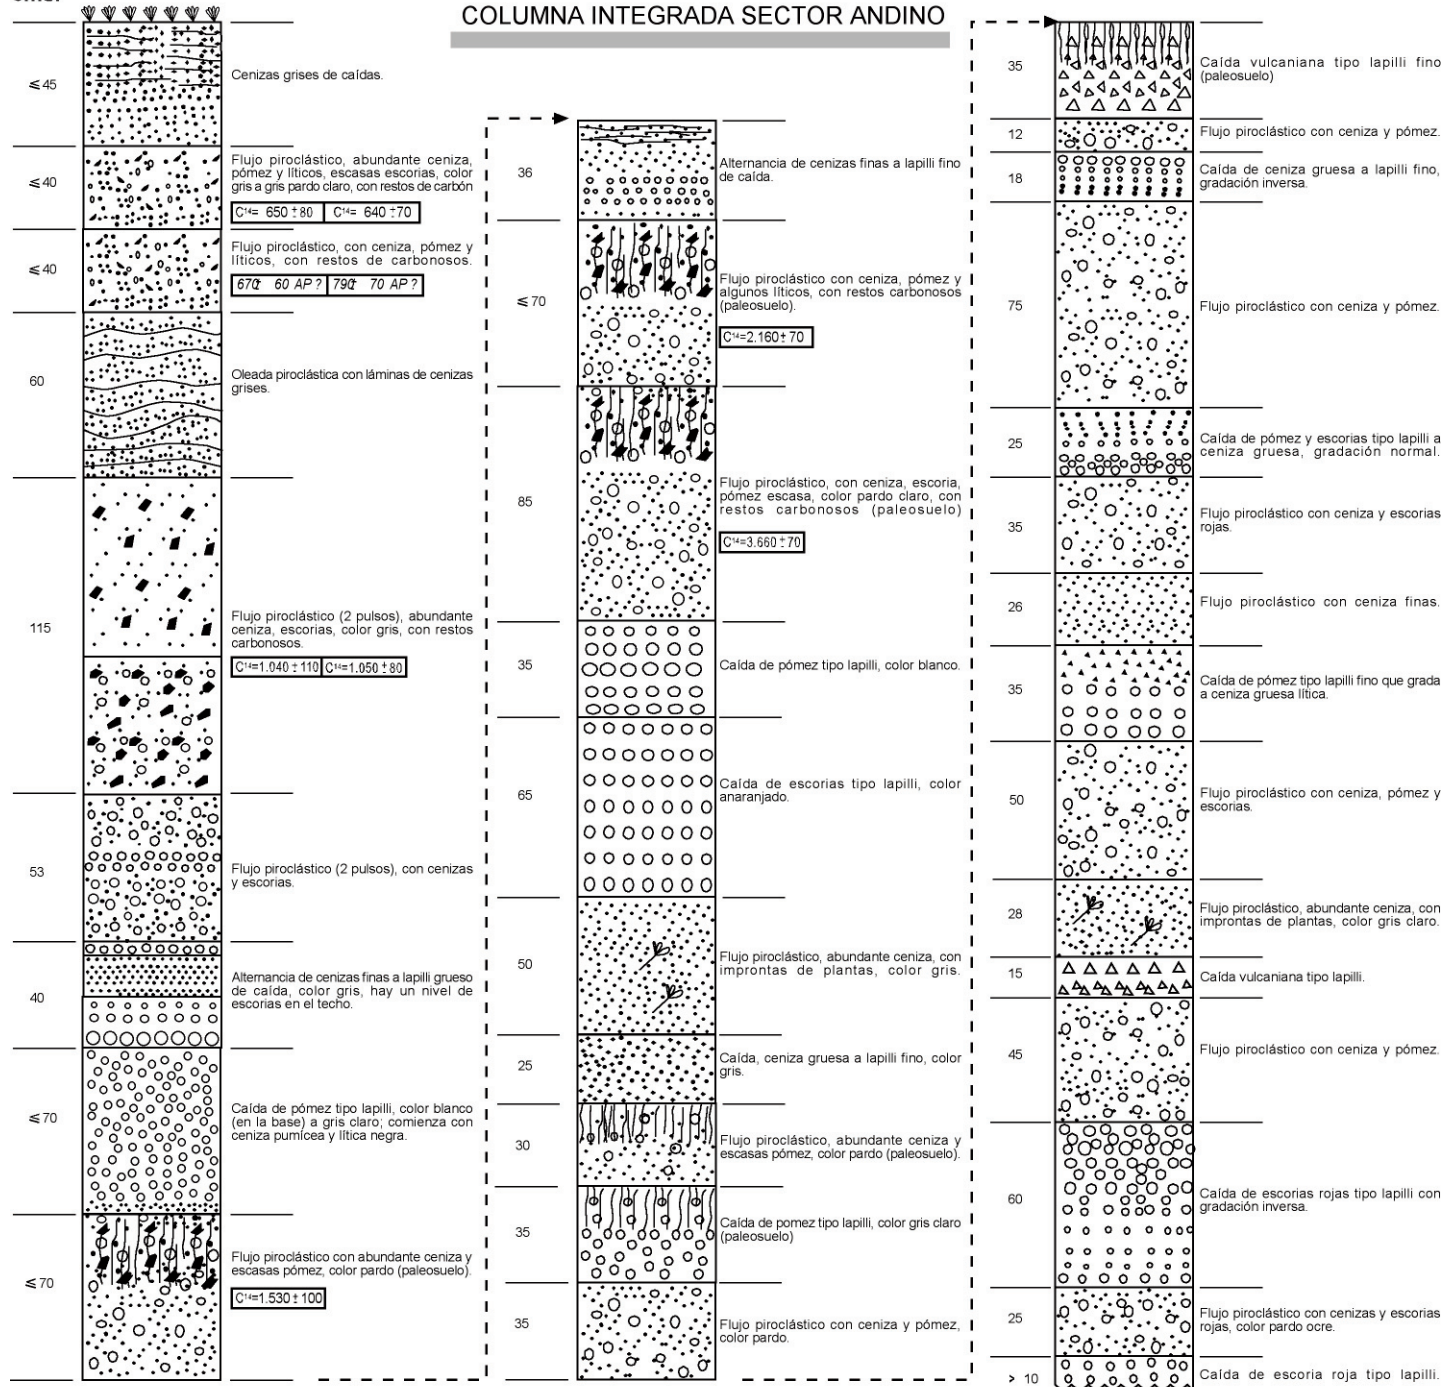 COLUMNA INTEGRADA SECTOR ANDINO
≤ 45
Cenizas grises de caídas.
≤ 40
Flujo piroclástico, abundante ceniza,
pómez y líticos, escasas escorias, color
gris a gris pardo claro, con restos de carbón
C¹⁴= 650 ± 80 C¹⁴= 640 ± 70
≤ 40
Flujo piroclástico, con ceniza, pómez y
líticos, con restos de carbonosos.
670± 60 AP ? 790± 70 AP ?
60
Oleada piroclástica con láminas de cenizas
grises.
115
Flujo piroclástico (2 pulsos), abundante
ceniza, escorias, color gris, con restos
carbonosos.
C¹⁴=1.040 ± 110 C¹⁴=1.050 ± 80
53
Flujo piroclástico (2 pulsos), con cenizas
y escorias.
40
Alternancia de cenizas finas a lapilli grueso
de caída, color gris, hay un nivel de
escorias en el techo.
≤ 70
Caída de pómez tipo lapilli, color blanco
(en la base) a gris claro; comienza con
ceniza pumícea y lítica negra.
≤ 70
Flujo piroclástico con abundante ceniza y
escasas pómez, color pardo (paleosuelo).
C¹⁴=1.530 ± 100
36
Alternancia de cenizas finas a lapilli fino
de caída.
≤ 70
Flujo piroclástico con ceniza, pómez y
algunos líticos, con restos carbonosos
(paleosuelo).
C¹⁴=2.160 ± 70
85
Flujo piroclástico, con ceniza, escoria,
pómez escasa, color pardo claro, con
restos carbonosos (paleosuelo)
C¹⁴=3.660 ± 70
35
Caída de pómez tipo lapilli, color blanco.
65
Caída de escorias tipo lapilli, color
anaranjado.
50
Flujo piroclástico, abundante ceniza, con
improntas de plantas, color gris.
25
Caída, ceniza gruesa a lapilli fino, color
gris.
30
Flujo piroclástico, abundante ceniza y
escasas pómez, color pardo (paleosuelo).
35
Caída de pomez tipo lapilli, color gris claro
(paleosuelo)
35
Flujo piroclástico con ceniza y pómez,
color pardo.
35
Caída vulcaniana tipo lapilli fino
(paleosuelo)
12
Flujo piroclástico con ceniza y pómez.
18
Caída de ceniza gruesa a lapilli fino,
gradación inversa.
75
Flujo piroclástico con ceniza y pómez.
25
Caída de pómez y escorias tipo lapilli a
ceniza gruesa, gradación normal.
35
Flujo piroclástico con ceniza y escorias
rojas.
26
Flujo piroclástico con ceniza finas.
35
Caída de pómez tipo lapilli fino que grada
a ceniza gruesa lítica.
50
Flujo piroclástico con ceniza, pómez y
escorias.
28
Flujo piroclástico, abundante ceniza, con
improntas de plantas, color gris claro.
15
Caída vulcaniana tipo lapilli.
45
Flujo piroclástico con ceniza y pómez.
60
Caída de escorias rojas tipo lapilli con
gradación inversa.
25
Flujo piroclástico con cenizas y escorias
rojas, color pardo ocre.
> 10
Caída de escoria roja tipo lapilli.